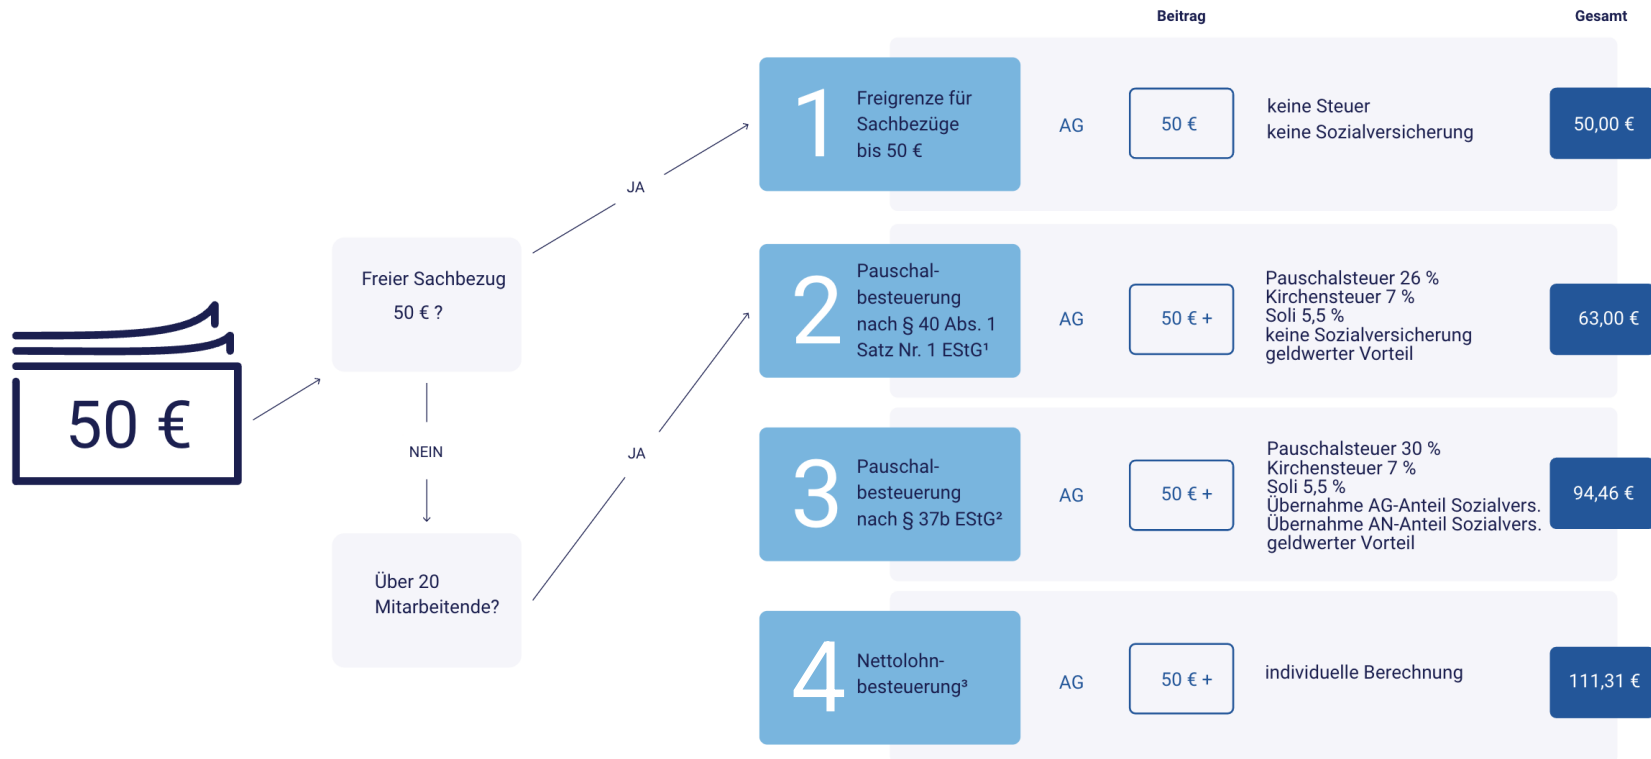 Beitrag
Gesamt
50 €
Freier Sachbezug
50 € ?
JA
NEIN
Über 20
Mitarbeitende?
JA
1
Freigrenze für
Sachbezüge
bis 50 €
AG
50 €
keine Steuer
keine Sozialversicherung
50,00 €
2
Pauschal-
besteuerung
nach § 40 Abs. 1
Satz Nr. 1 EStG¹
AG
50 € +
Pauschalsteuer 26 %
Kirchensteuer 7 %
Soli 5,5 %
keine Sozialversicherung
geldwerter Vorteil
63,00 €
3
Pauschal-
besteuerung
nach § 37b EStG²
AG
50 € +
Pauschalsteuer 30 %
Kirchensteuer 7 %
Soli 5,5 %
Übernahme AG-Anteil Sozialvers.
Übernahme AN-Anteil Sozialvers.
geldwerter Vorteil
94,46 €
4
Nettolohn-
besteuerung³
AG
50 € +
individuelle Berechnung
111,31 €